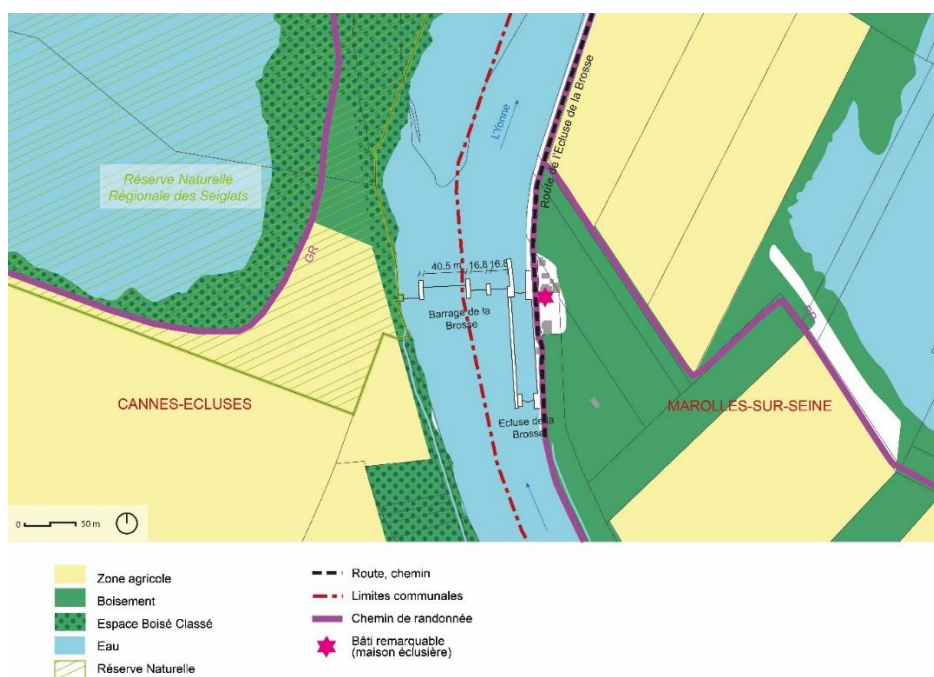 L'Yonne
Route de l'Ecluse de la Brosse
Réserve Naturelle
Régionale des Seiglats
GR
GR
40.5 m
16.8
16.8
Barrage de la
Brosse
CANNES-ECLUSES
MAROLLES-SUR-SEINE
Ecluse de la
Brosse
0 50 m
Zone agricole
Boisement
Espace Boisé Classé
Eau
Réserve Naturelle
Route, chemin
Limites communales
Chemin de randonnée
Bâti remarquable
(maison éclusière)